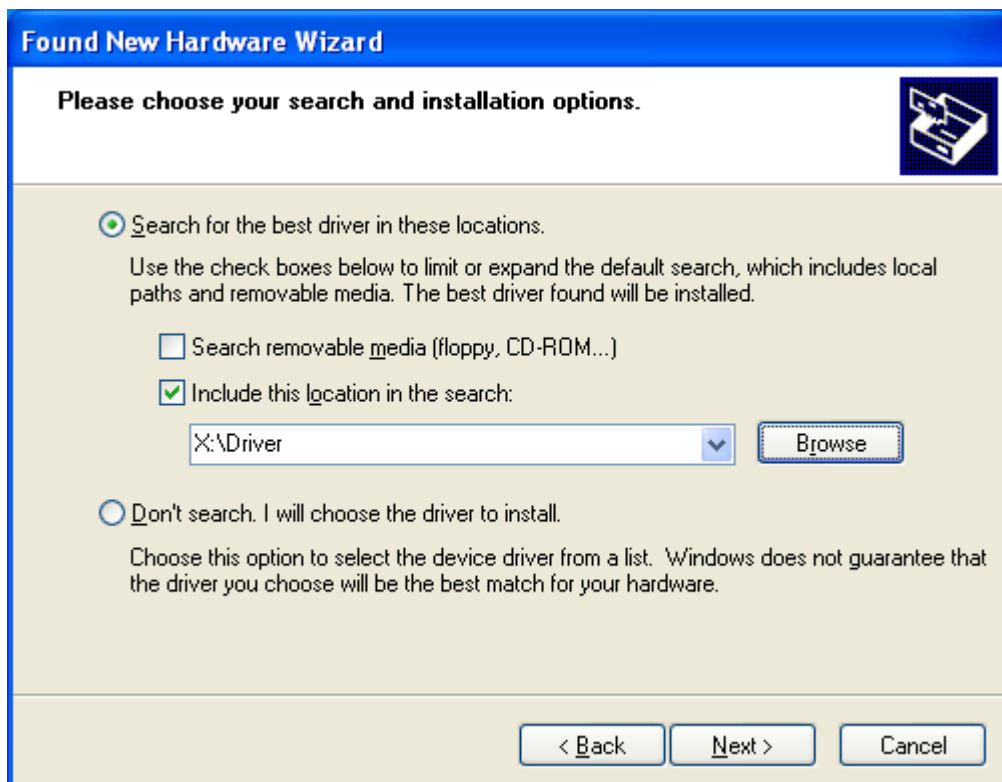 Found New Hardware Wizard
Please choose your search and installation options.
Search for the best driver in these locations.
Use the check boxes below to limit or expand the default search, which includes local
paths and removable media. The best driver found will be installed.
Search removable media (floppy, CD-ROM...)
Include this location in the search:
X:\Driver
Browse
Don't search. I will choose the driver to install.
Choose this option to select the device driver from a list.  Windows does not guarantee that
the driver you choose will be the best match for your hardware.
< Back
Next >
Cancel